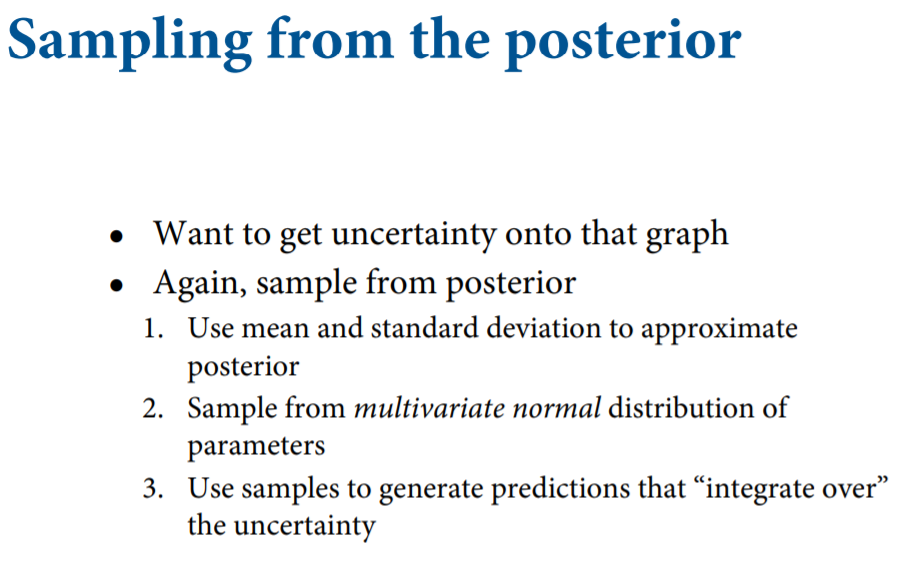 Sampling from the posterior
• Want to get uncertainty onto that graph
• Again, sample from posterior
1. Use mean and standard deviation to approximate
posterior
2. Sample from multivariate normal distribution of
parameters
3. Use samples to generate predictions that “integrate over”
the uncertainty